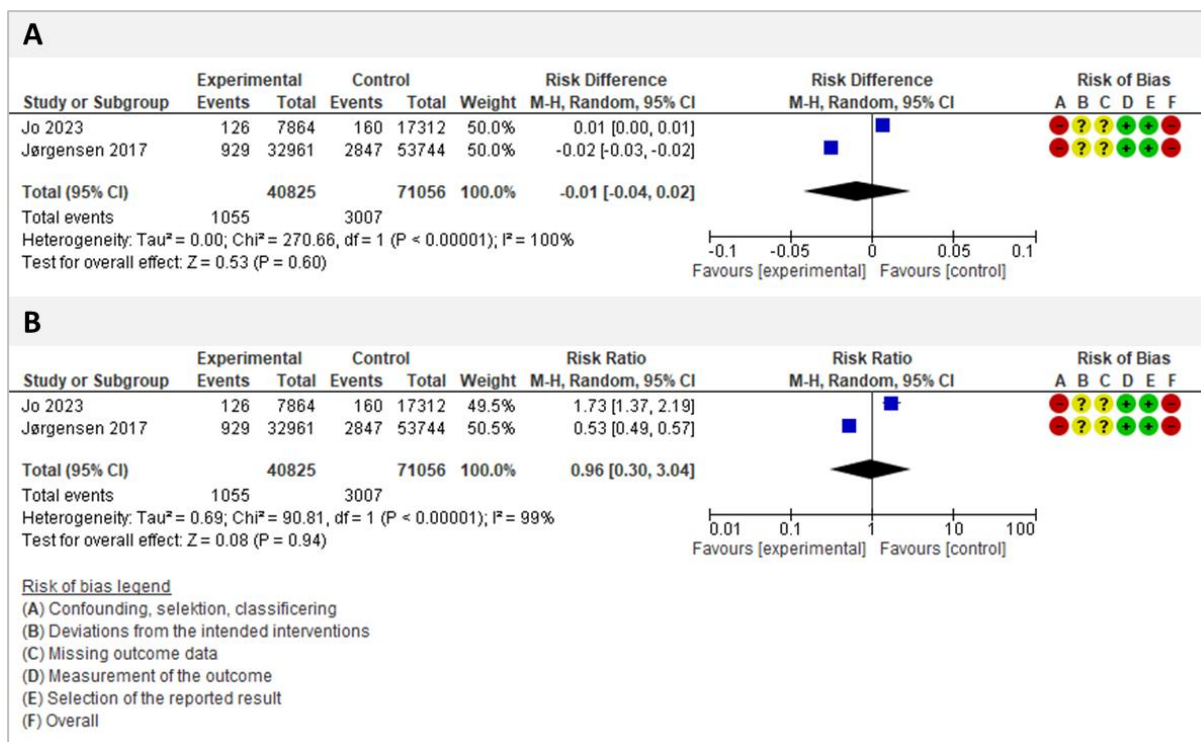 A
Experimental Control Risk Difference Risk Difference Risk of Bias
Study or Subgroup Events Total Events Total Weight M-H, Random, 95% CI M-H, Random, 95% CI A B C D E F
Jo 2023 126 7864 160 17312 50.0% 0.01 [0.00, 0.01] - ? ? + + -
Jørgensen 2017 929 32961 2847 53744 50.0% -0.02 [-0.03, -0.02] - ? ? + + -
Total (95% CI) 40825 71056 100.0% -0.01 [-0.04, 0.02]
Total events 1055 3007
Heterogeneity: Tau² = 0.00; Chi² = 270.66, df = 1 (P < 0.00001); I² = 100%
Test for overall effect: Z = 0.53 (P = 0.60)
-0.1 -0.05 0 0.05 0.1
Favours [experimental] Favours [control]
B
Experimental Control Risk Ratio Risk Ratio Risk of Bias
Study or Subgroup Events Total Events Total Weight M-H, Random, 95% CI M-H, Random, 95% CI A B C D E F
Jo 2023 126 7864 160 17312 49.5% 1.73 [1.37, 2.19] - ? ? + + -
Jørgensen 2017 929 32961 2847 53744 50.5% 0.53 [0.49, 0.57] - ? ? + + -
Total (95% CI) 40825 71056 100.0% 0.96 [0.30, 3.04]
Total events 1055 3007
Heterogeneity: Tau² = 0.69; Chi² = 90.81, df = 1 (P < 0.00001); I² = 99%
Test for overall effect: Z = 0.08 (P = 0.94)
0.01 0.1 1 10 100
Favours [experimental] Favours [control]
Risk of bias legend
(A) Confounding, selektion, classificering
(B) Deviations from the intended interventions
(C) Missing outcome data
(D) Measurement of the outcome
(E) Selection of the reported result
(F) Overall